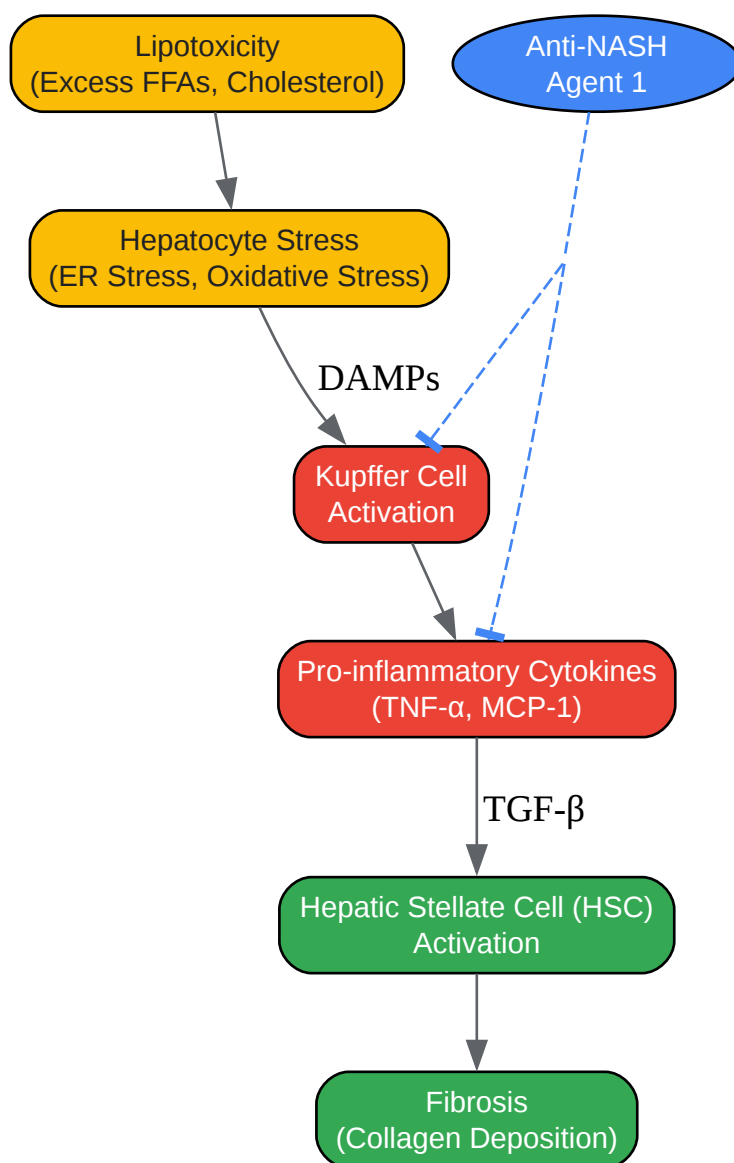 Lipotoxicity
(Excess FFAs, Cholesterol)
Anti-NASH
Agent 1
Hepatocyte Stress
(ER Stress, Oxidative Stress)
DAMPs
Kupffer Cell
Activation
Pro-inflammatory Cytokines
(TNF-α, MCP-1)
TGF-β
Hepatic Stellate Cell (HSC)
Activation
Fibrosis
(Collagen Deposition)